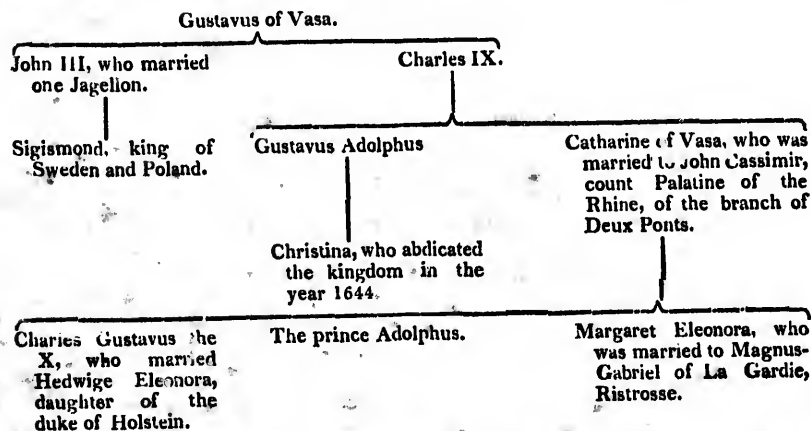 Gustavus of Vasa.
John III, who married
one Jagellon.
Charles IX.
Sigismond, king of
Sweden and Poland.
Gustavus Adolphus
Catharine of Vasa, who was
married to John Cassimir,
count Palatine of the
Rhine, of the branch of
Deux Ponts.
Christina, who abdicated
the kingdom in the
year 1644.
Charles Gustavus the
X, who married
Hedwige Eleonora,
daughter of the
duke of Holstein.
The prince Adolphus.
Margaret Eleonora, who
was married to Magnus-
Gabriel of La Gardie,
Ristrosse.